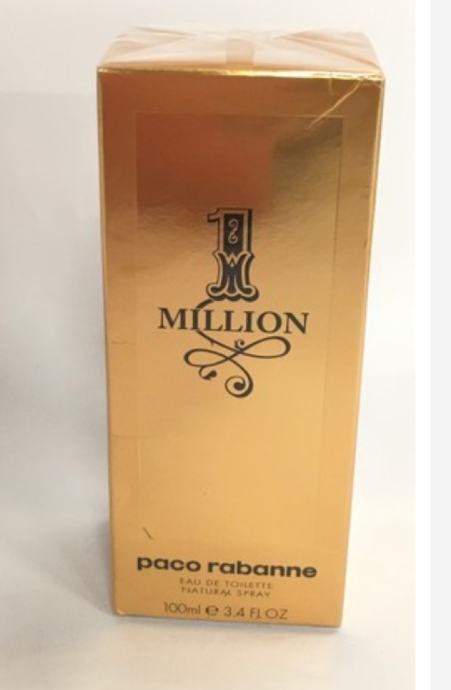 1
MILLION
paco rabanne
EAU DE TOILETTE
NATURAL SPRAY
100ml e 3.4 FL OZ